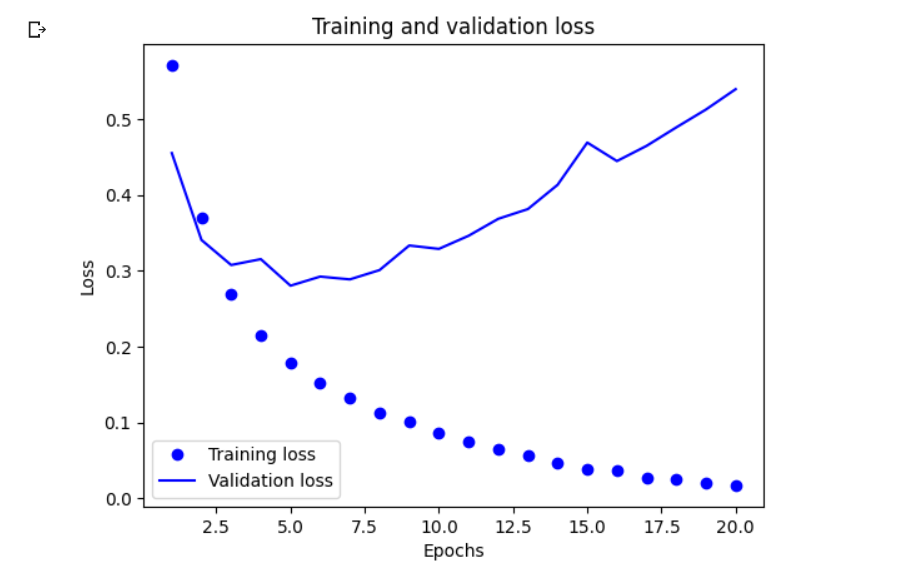 Training and validation loss
0.5
0.4
0.3
0.2
0.1
0.0
Loss
Training loss
Validation loss
2.5 5.0 7.5 10.0 12.5 15.0 17.5 20.0
Epochs